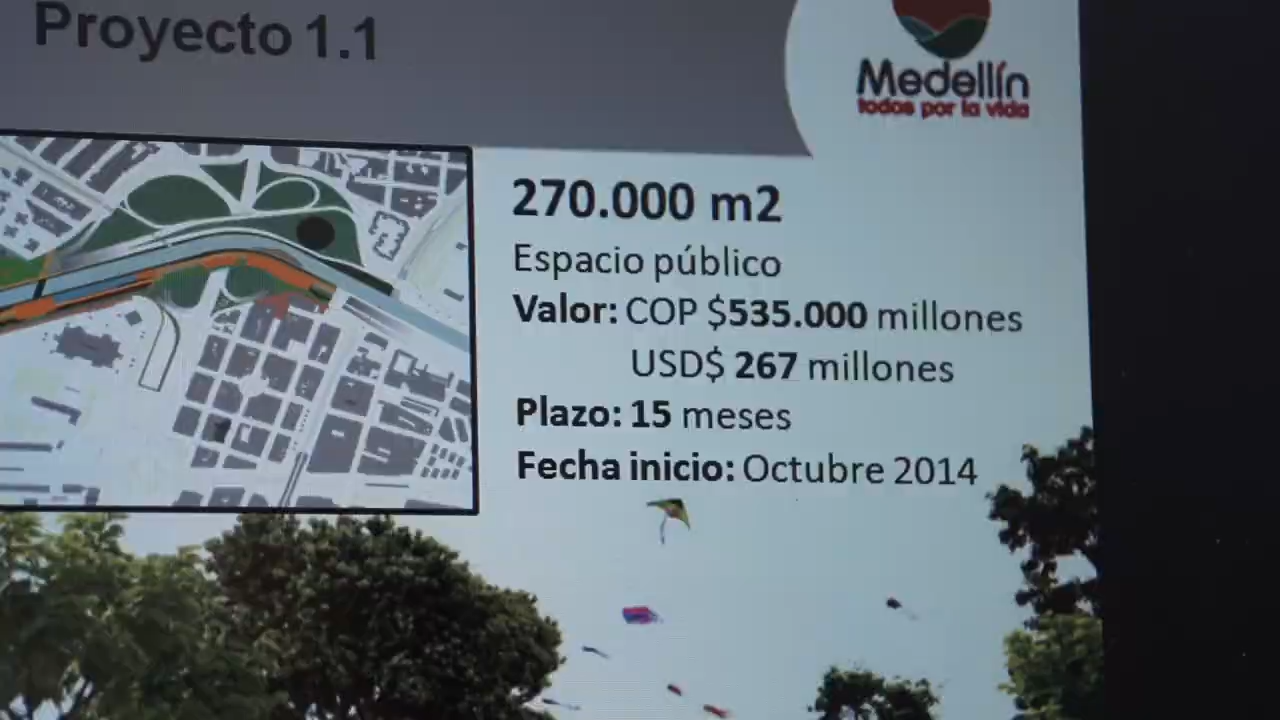 Proyecto 1.1
Medellín
todos por la vida
270.000 m2
Espacio público
Valor: COP $535.000 millones
USD$ 267 millones
Plazo: 15 meses
Fecha inicio: Octubre 2014